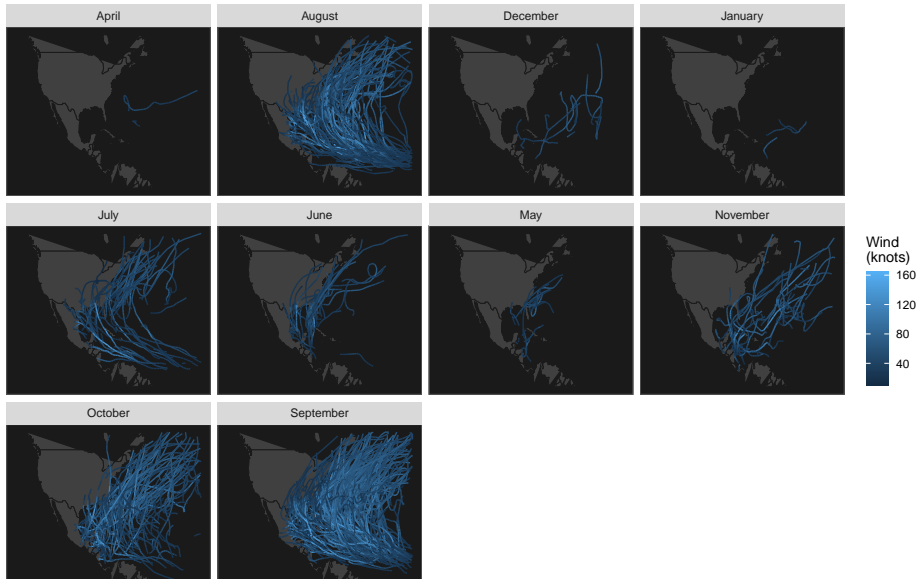 April
August
December
January
July
June
May
November
October
September
Wind
(knots)
160
120
80
40